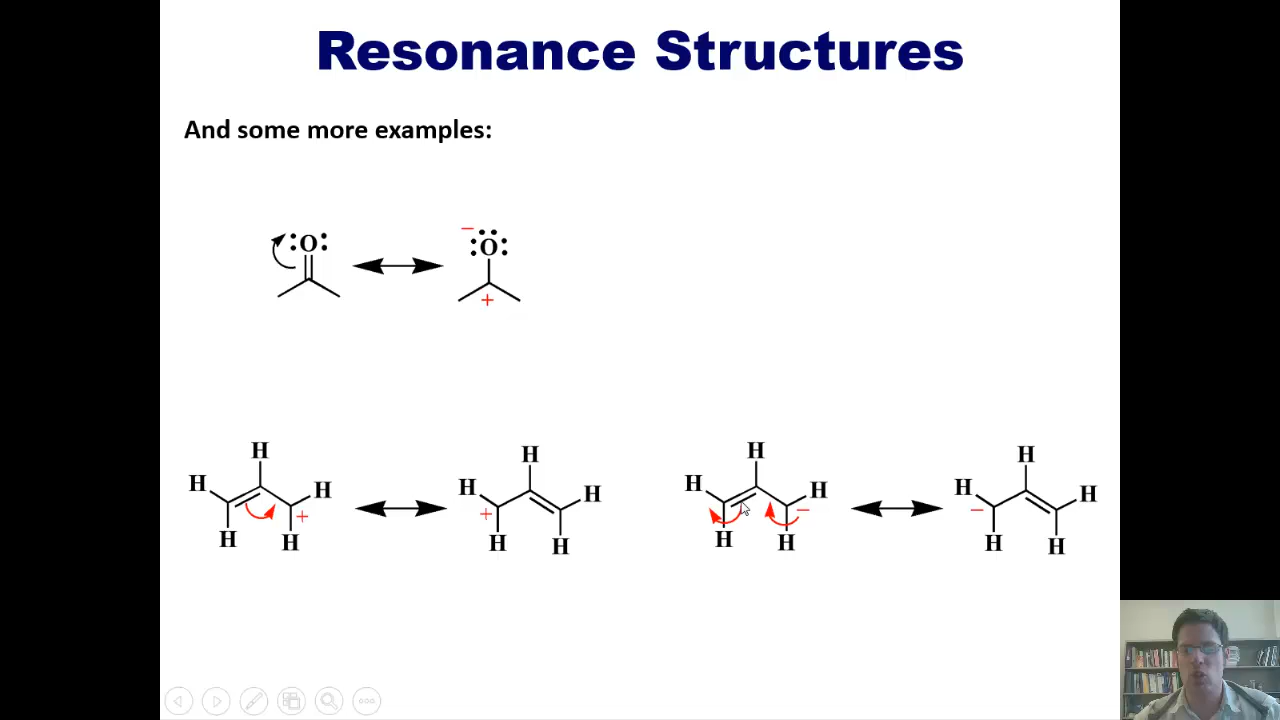 Resonance Structures
And some more examples:
:O: − :O:
+
H H H H
H H + H H
+ − −
H H H H H H H H